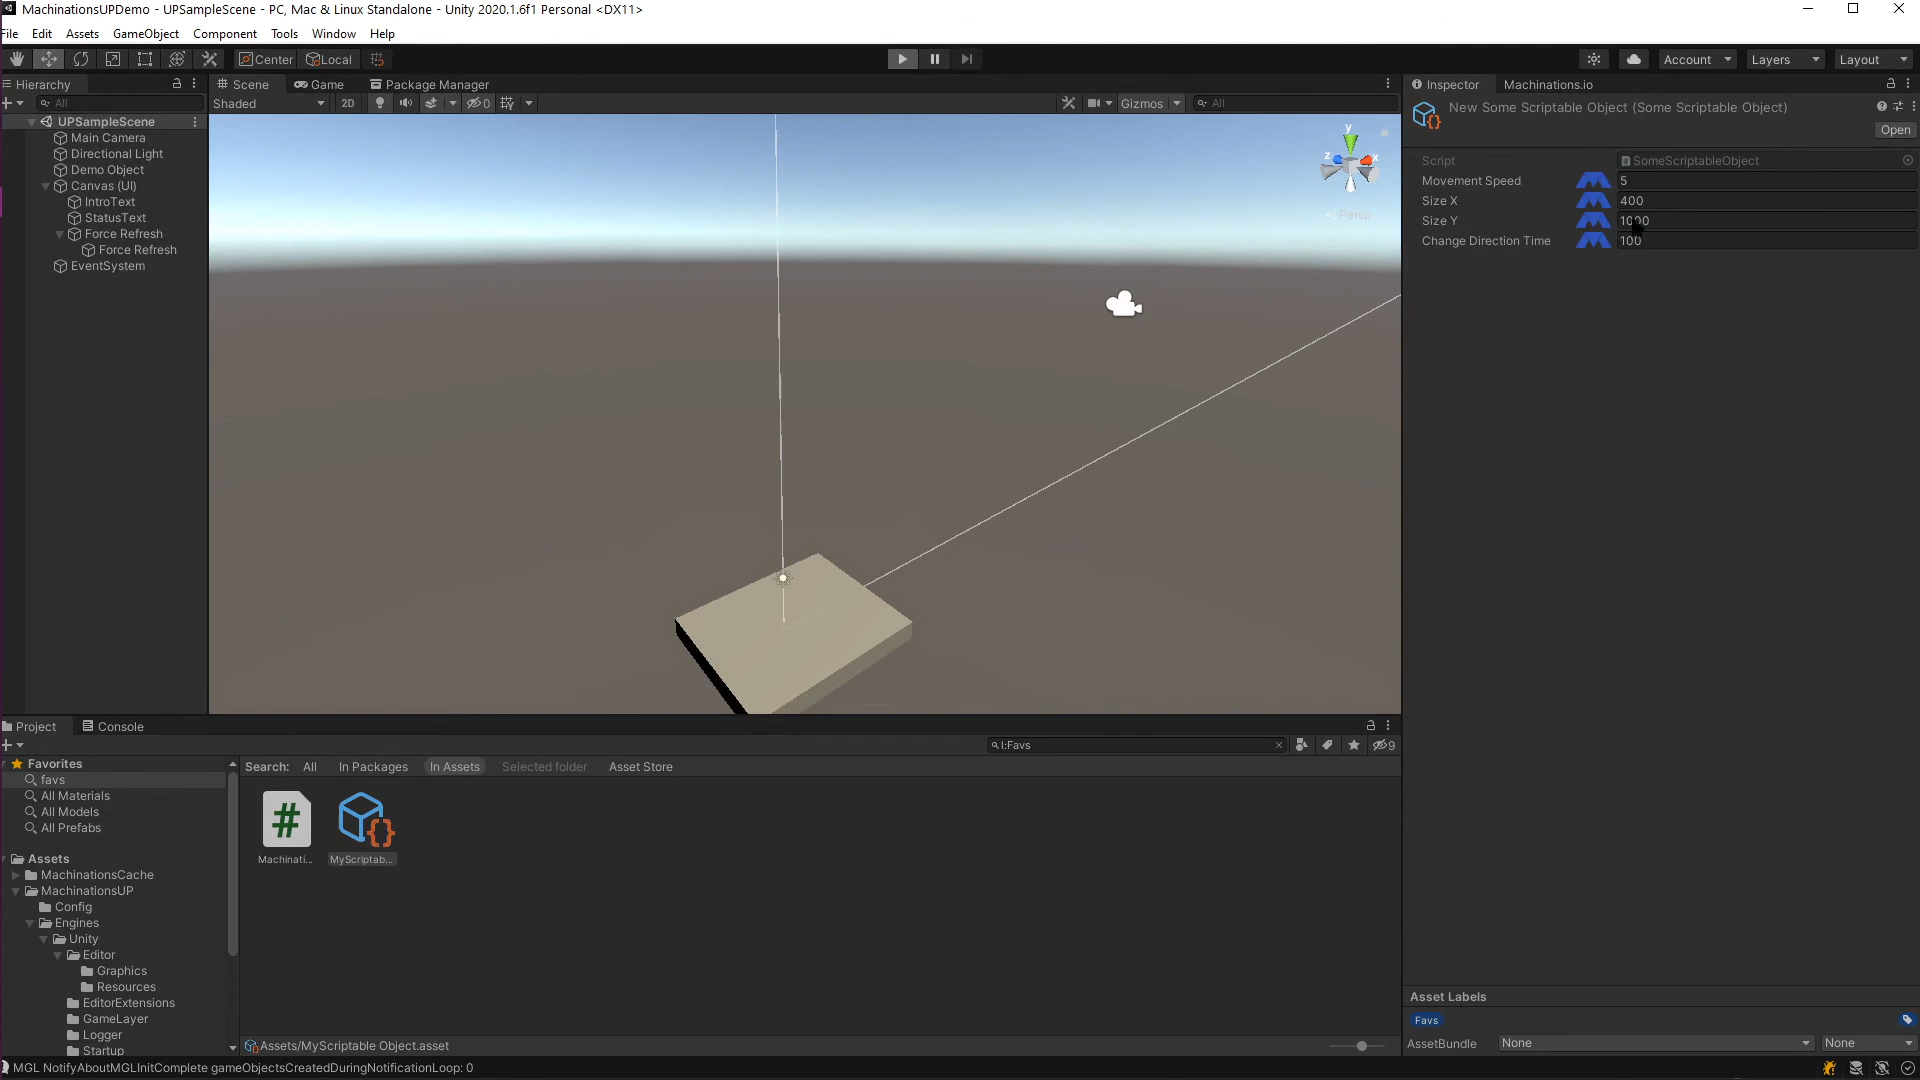 MachinationsUPDemo - UPSampleScene - PC, Mac & Linux Standalone - Unity 2020.1.6f1 Personal <DX11>
File Edit Assets GameObject Component Tools Window Help
Center Local Account Layers Layout
Hierarchy
All
UPSampleScene
Main Camera
Directional Light
Demo Object
Canvas (UI)
IntroText
StatusText
Force Refresh
Force Refresh
EventSystem
Scene Game Package Manager
Shaded 2D 0 Gizmos All
y
z x
Persp
Inspector Machinations.io
New Some Scriptable Object (Some Scriptable Object)
Open
Script SomeScriptableObject
Movement Speed 5
Size X 400
Size Y 1000
Change Direction Time 100
Project Console
l:Favs 9
Favorites
favs
All Materials
All Models
All Prefabs
Assets
MachinationsCache
MachinationsUP
Config
Engines
Unity
Editor
Graphics
Resources
EditorExtensions
GameLayer
Logger
Startup
Search: All In Packages In Assets Selected folder Asset Store
Machinati... MyScriptab...
Assets/MyScriptable Object.asset
Asset Labels
Favs
AssetBundle None None
MGL NotifyAboutMGLInitComplete gameObjectsCreatedDuringNotificationLoop: 0